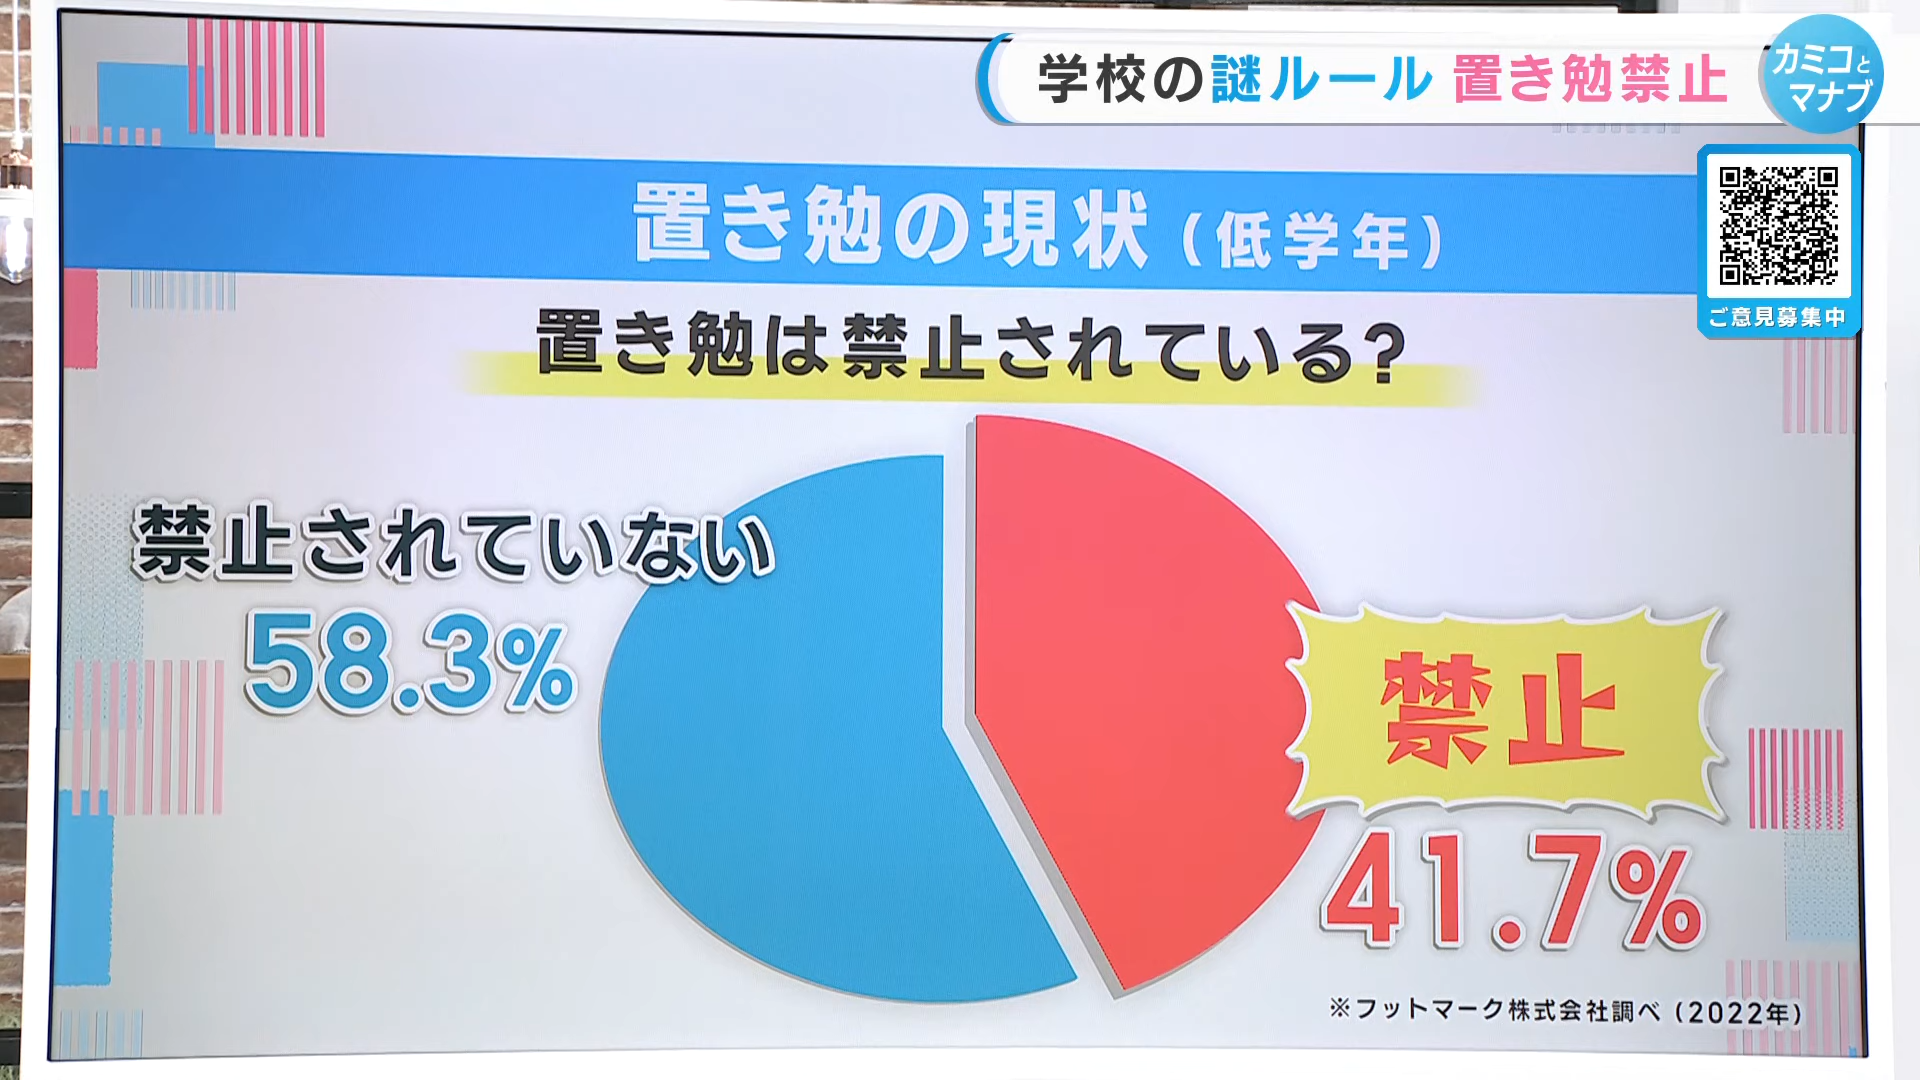 学校の謎ルール 置き勉禁止
カミコと
マナブ
ご意見募集中
置き勉の現状（低学年）
置き勉は禁止されている?
禁止されていない
58.3%
禁止
41.7%
※フットマーク株式会社調べ（2022年）